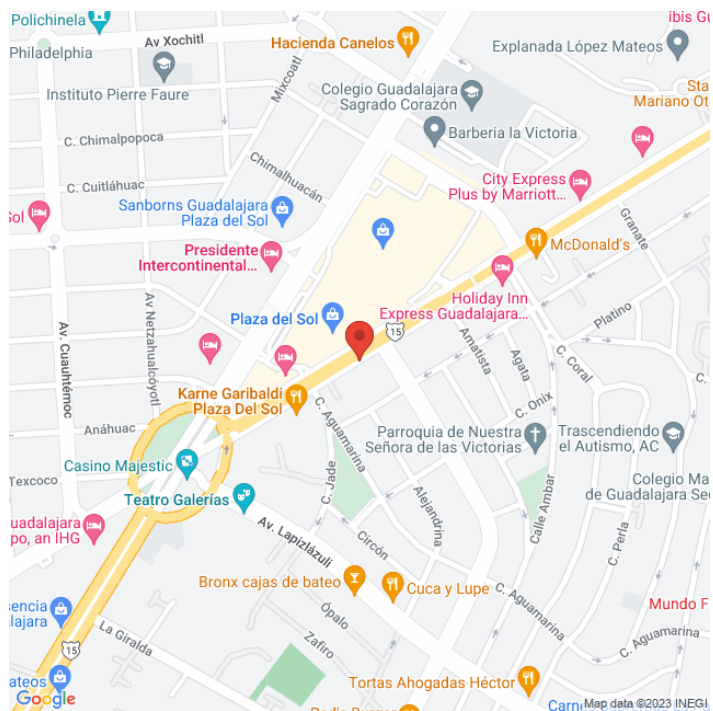 Polichinela
Av Xochitl
Philadelphia
Hacienda Canelos
ibis Gu
Explanada López Mateos
Instituto Pierre Faure
Mixcoatl
Colegio Guadalajara
Sagrado Corazón
Sta
Mariano Ote
Barberia la Victoria
C. Chimalpopoca
Chimalhuacán
C. Cuitláhuac
City Express
Plus by Marriott...
Sanborns Guadalajara
Plaza del Sol
Sol
Granate
McDonald's
Presidente
Intercontinental...
Holiday Inn
Express Guadalajara...
Platino
Av Netzahualcóyotl
Plaza del Sol
15
Av. Cuauhtémoc
Amatista
Agata
C. Coral
Karne Garibaldi
Plaza Del Sol
C. Onix
C. Aguamarina
Anáhuac
Parroquia de Nuestra
Señora de las Victorias
Trascendiendo
el Autismo, AC
Casino Majestic
Texcoco
C. Jade
Colegio Ma
de Guadalajara Sec
Teatro Galerías
Alejandrina
Calle Ambar
Guadalajara
po, an IHG
Av. Lapizlázuli
Circón
C. Perla
Bronx cajas de bateo
Cuca y Lupe
C. Aguamarina
Mundo F
sencia
lajara
La Giralda
Ópalo
C. Aguamarina
15
Zafiro
ateos
Tortas Ahogadas Héctor
Google
Map data ©2023 INEGI